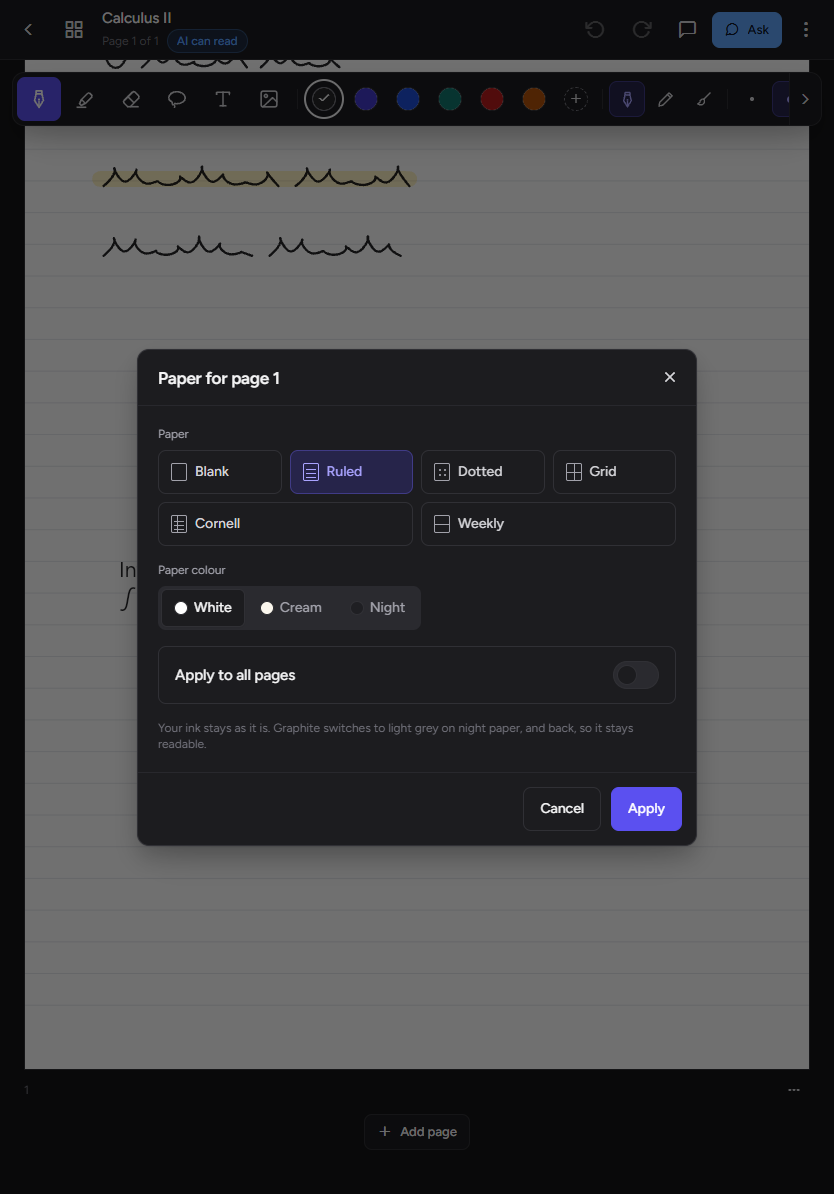 Calculus II
Page 1 of 1 AI can read
Ask
Paper for page 1
Paper
Blank Ruled Dotted Grid
Cornell Weekly
Paper colour
White Cream Night
Apply to all pages
Your ink stays as it is. Graphite switches to light grey on night paper, and back, so it stays
readable.
Cancel Apply
In
∫
1
Add page